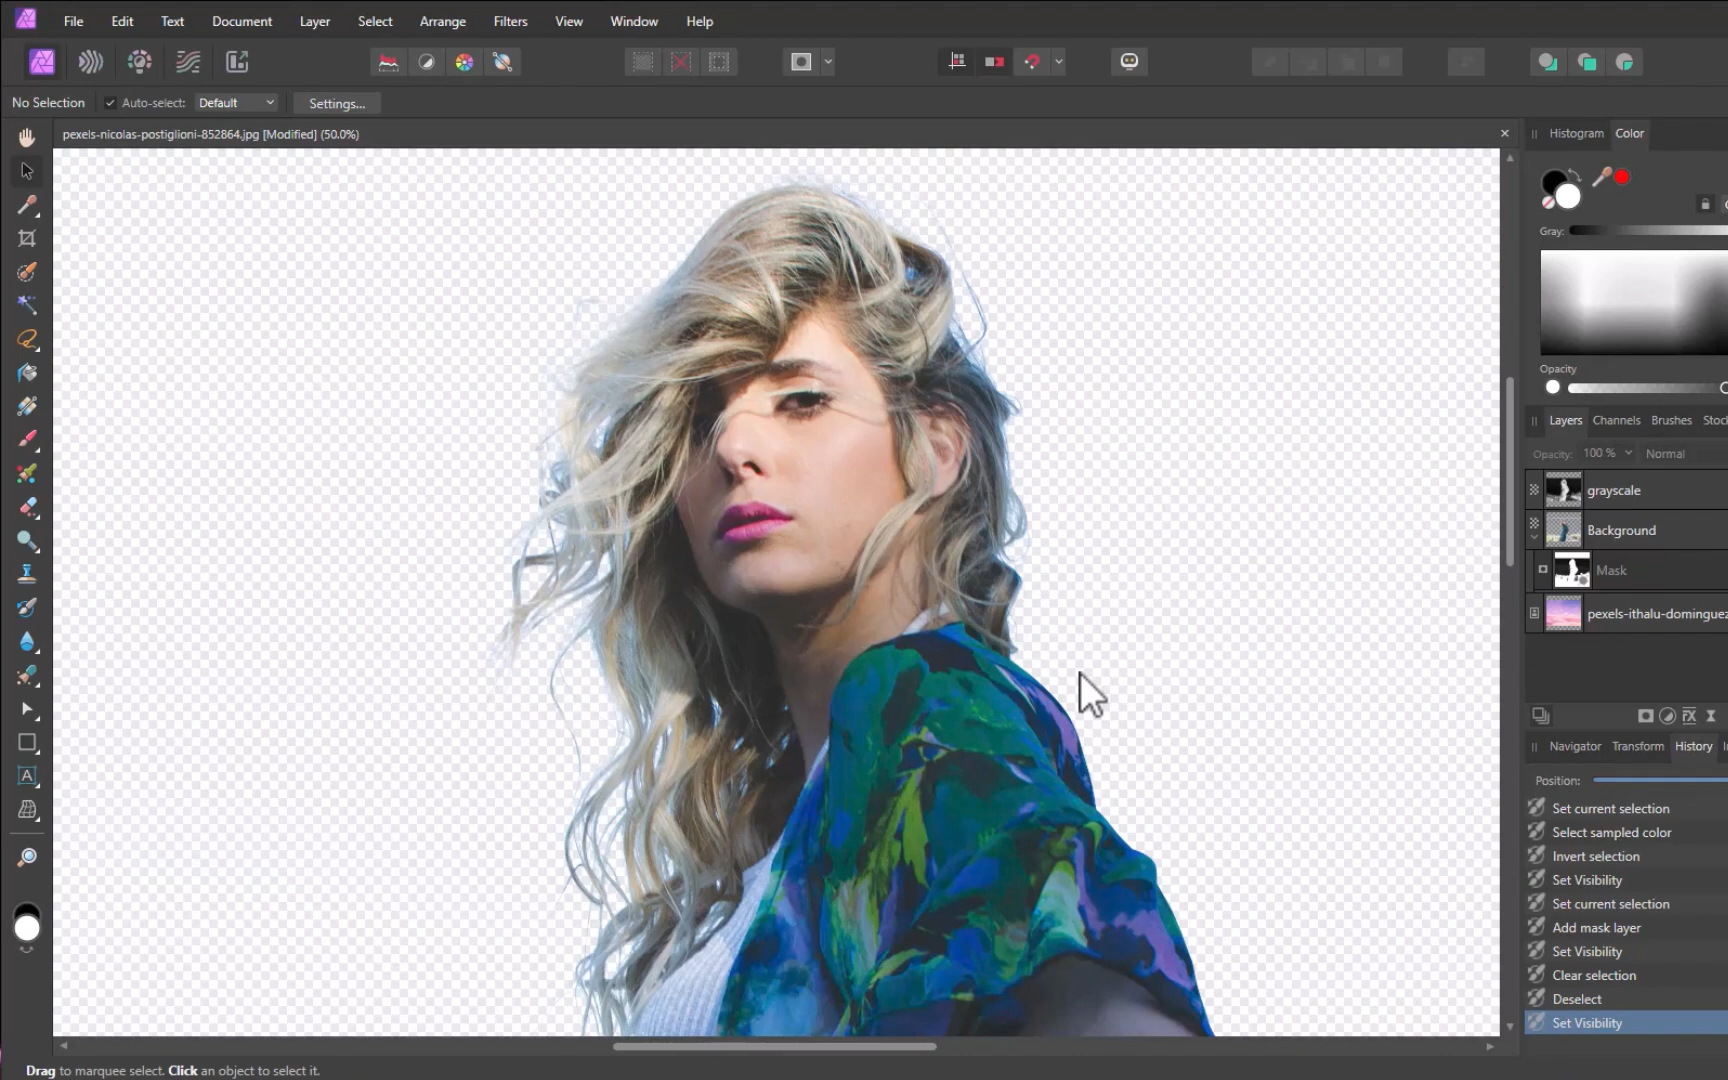 File Edit Text Document Layer Select Arrange Filters View Window Help
No Selection Auto-select: Default Settings...
pexels-nicolas-postiglioni-852864.jpg [Modified] (50.0%)
Histogram Color
Gray:
Opacity
Layers Channels Brushes Stoc
Opacity: 100 % Normal
grayscale
Background
Mask
pexels-ithalu-dominguez
Navigator Transform History
Position:
Set current selection
Select sampled color
Invert selection
Set Visibility
Set current selection
Add mask layer
Set Visibility
Clear selection
Deselect
Set Visibility
Drag to marquee select. Click an object to select it.